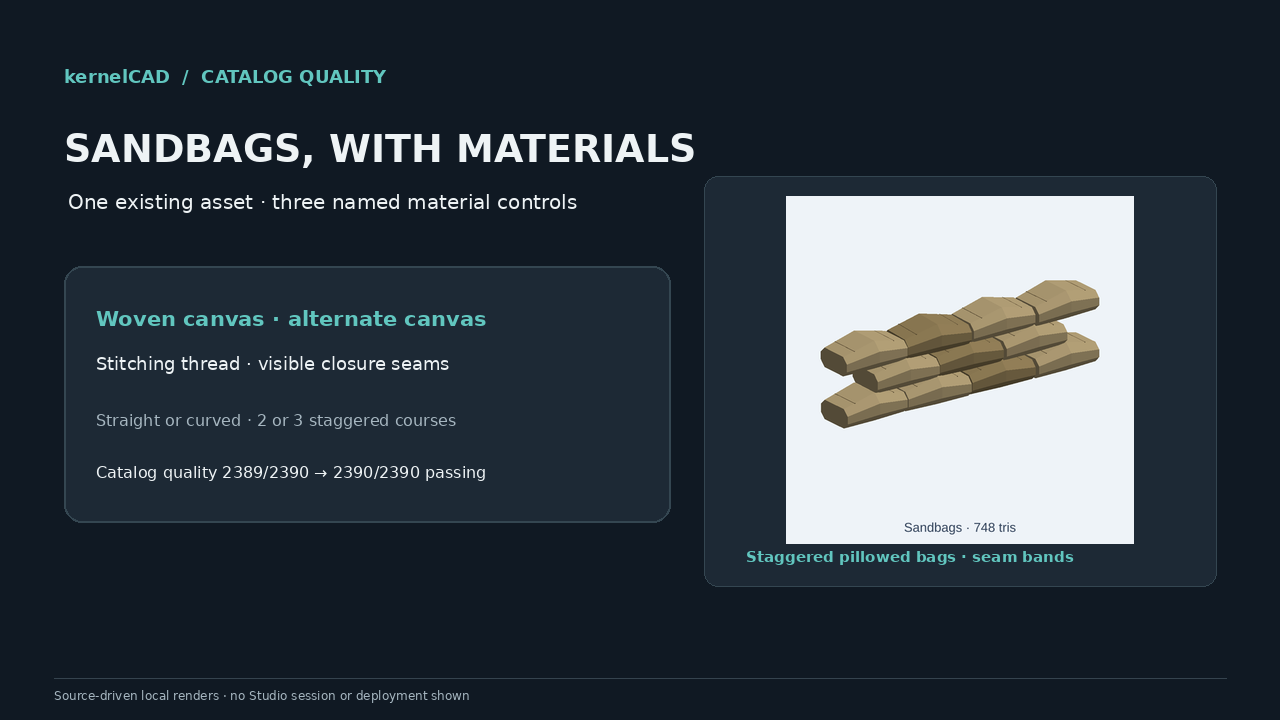 kernelCAD / CATALOG QUALITY
SANDBAGS, WITH MATERIALS
One existing asset · three named material controls
Woven canvas · alternate canvas
Stitching thread · visible closure seams
Straight or curved · 2 or 3 staggered courses
Catalog quality 2389/2390 → 2390/2390 passing
Sandbags · 748 tris
Staggered pillowed bags · seam bands
Source-driven local renders · no Studio session or deployment shown